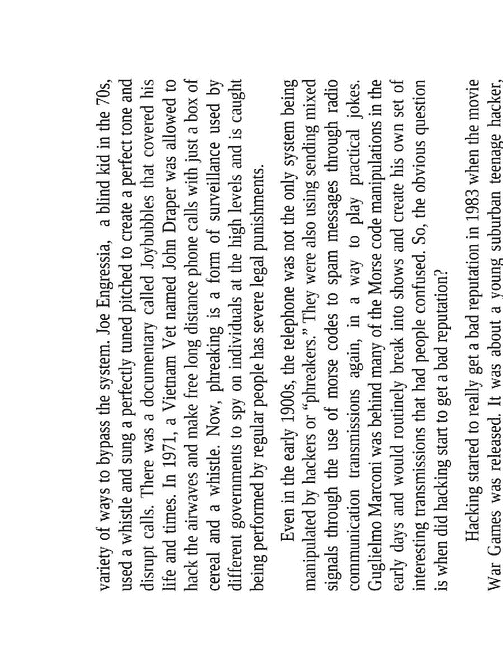 variety of ways to bypass the system. Joe Engressia, a blind kid in the 70s,
used a whistle and sung a perfectly tuned pitched to create a perfect tone and
disrupt calls. There was a documentary called Joybubbles that covered his
life and times. In 1971, a Vietnam Vet named John Draper was allowed to
hack the airwaves and make free long distance phone calls with just a box of
cereal and a whistle. Now, phreaking is a form of surveillance used by
different governments to spy on individuals at the high levels and is caught
being performed by regular people has severe legal punishments.
Even in the early 1900s, the telephone was not the only system being
manipulated by hackers or “phreakers.” They were also using sending mixed
signals through the use of morse codes to spam messages through radio
communication transmissions again, in a way to play practical jokes.
Guglielmo Marconi was behind many of the Morse code manipulations in the
early days and would routinely break into shows and create his own set of
interesting transmissions that had people confused. So, the obvious question
is when did hacking start to get a bad reputation?
Hacking started to really get a bad reputation in 1983 when the movie
War Games was released. It was about a young suburban teenage hacker,